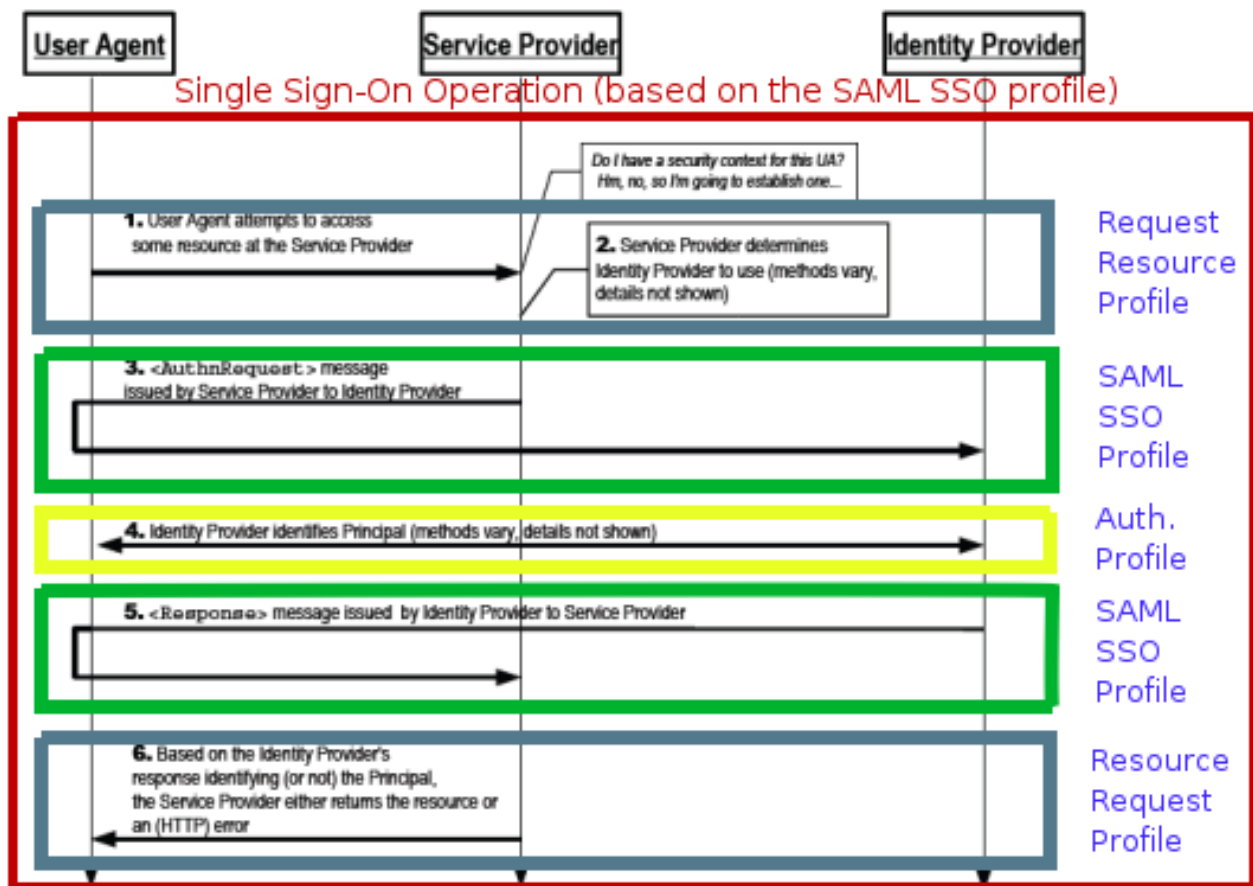 User Agent
Service Provider
Identity Provider
Single Sign-On Operation (based on the SAML SSO profile)
Do I have a security context for this UA?
Hm, no, so I'm going to establish one...
1. User Agent attempts to access
some resource at the Service Provider
2. Service Provider determines
Identity Provider to use (methods vary,
details not shown)
Request
Resource
Profile
3. <AuthnRequest> message
issued by Service Provider to Identity Provider
SAML
SSO
Profile
4. Identity Provider identifies Principal (methods vary, details not shown)
Auth.
Profile
5. <Response> message issued by Identity Provider to Service Provider
SAML
SSO
Profile
6. Based on the Identity Provider's
response identifying (or not) the Principal,
the Service Provider either returns the resource or
an (HTTP) error
Resource
Request
Profile